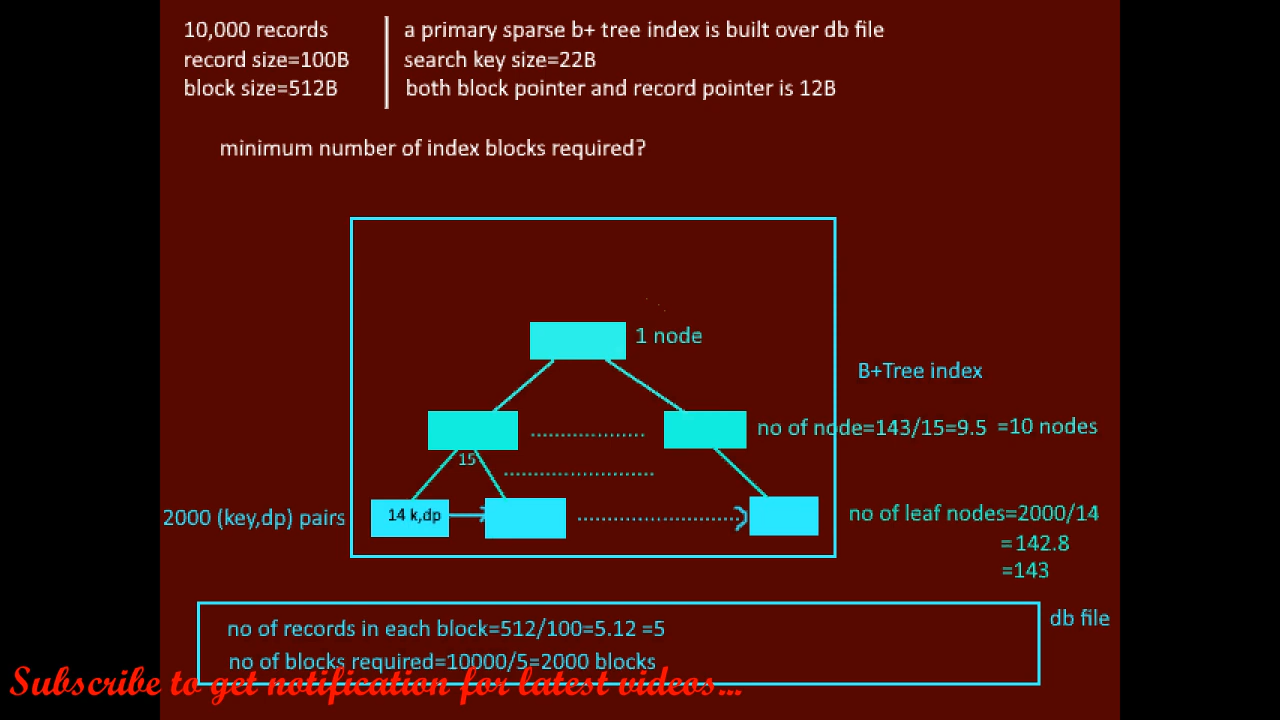 10,000 records
record size=100B
block size=512B
a primary sparse b+ tree index is built over db file
search key size=22B
both block pointer and record pointer is 12B
minimum number of index blocks required?
1 node
B+Tree index
no of node=143/15=9.5 =10 nodes
15
2000 (key,dp) pairs
14 k,dp
no of leaf nodes=2000/14
=142.8
=143
db file
no of records in each block=512/100=5.12 =5
no of blocks required=10000/5=2000 blocks
Subscribe to get notification for latest videos...